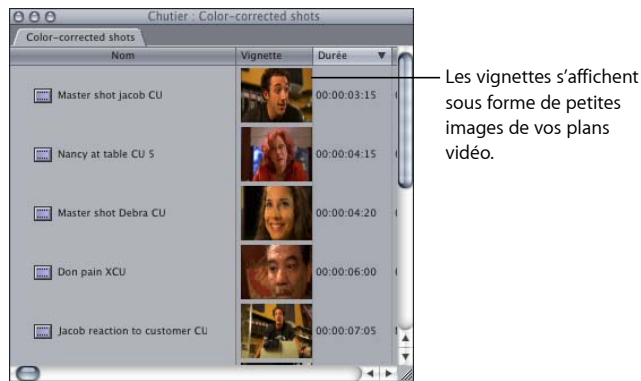 Chutier : Color-corrected shots
Color-corrected shots
Nom Vignette Durée
Master shot jacob CU 00:00:03:15
Nancy at table CU 5 00:00:04:15
Master shot Debra CU 00:00:04:20
Don pain XCU 00:00:06:00
Jacob reaction to customer CU 00:00:07:05
Les vignettes s’affichent
sous forme de petites
images de vos plans
vidéo.